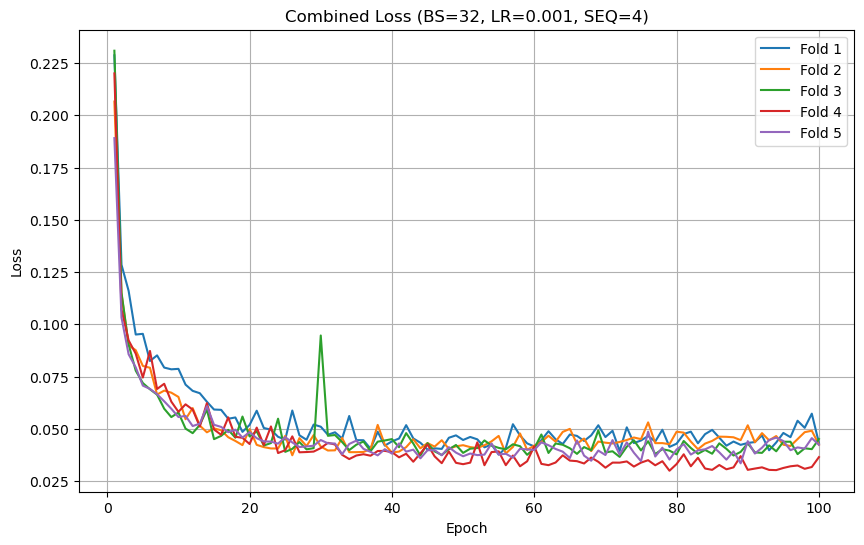 Combined Loss (BS=32, LR=0.001, SEQ=4)
Loss
0.225
0.200
0.175
0.150
0.125
0.100
0.075
0.050
0.025
Fold 1
Fold 2
Fold 3
Fold 4
Fold 5
0
20
40
60
80
100
Epoch